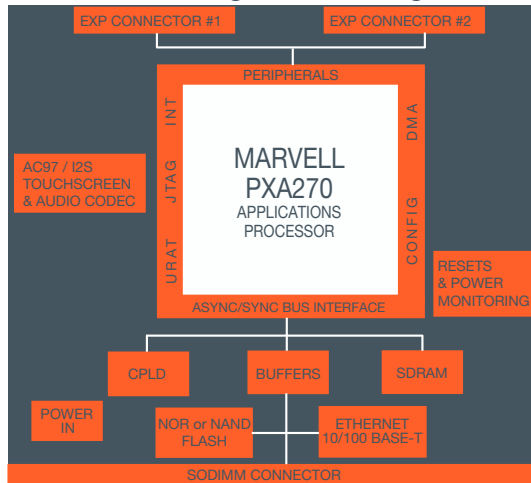 EXP CONNECTOR #1
EXP CONNECTOR #2
PERIPHERALS
INT
JTAG
URAT
DMA
CONFIG
MARVELL
PXA270
APPLICATIONS
PROCESSOR
AC97 / I2S
TOUCHSCREEN
& AUDIO CODEC
RESETS
& POWER
MONITORING
ASYNC/SYNC BUS INTERFACE
CPLD
BUFFERS
SDRAM
POWER
IN
NOR or NAND
FLASH
ETHERNET
10/100 BASE-T
SODIMM CONNECTOR